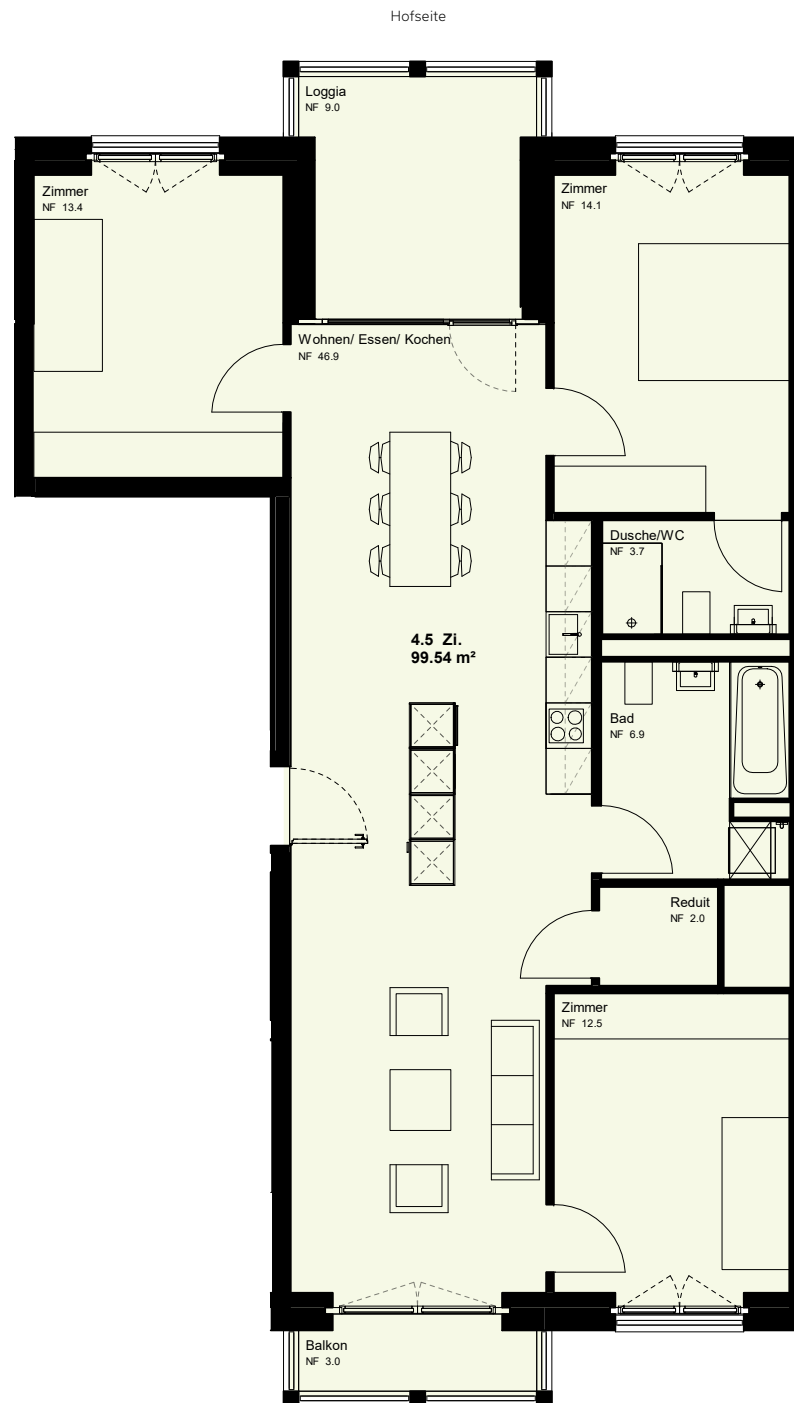 Hofseite
Loggia
NF 9.0
Zimmer
NF 13.4
Zimmer
NF 14.1
Wohnen/ Essen/ Kochen
NF 46.9
Dusche/WC
NF 3.7
4.5 Zi.
99.54 m²
Bad
NF 6.9
Reduit
NF 2.0
Zimmer
NF 12.5
Balkon
NF 3.0